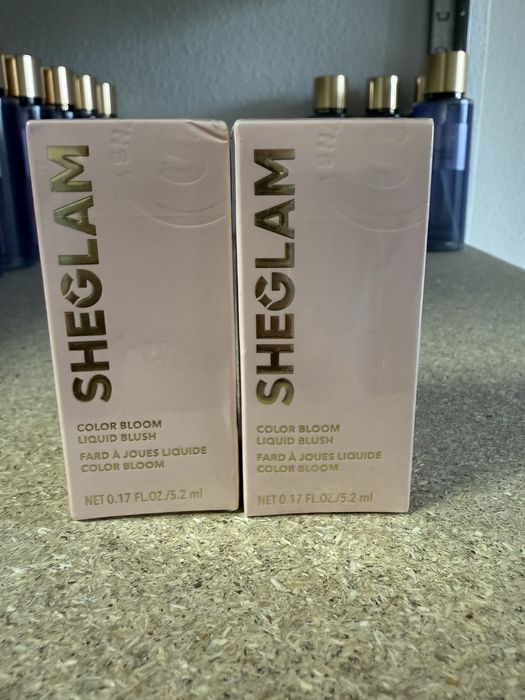 SHEGLAM
COLOR BLOOM
LIQUID BLUSH
FARD À JOUES LIQUIDE
COLOR BLOOM
NET 0.17 FL.OZ./5.2 ml
SHEGLAM
COLOR BLOOM
LIQUID BLUSH
FARD À JOUES LIQUIDE
COLOR BLOOM
NET 0.17 FL.OZ./5.2 ml